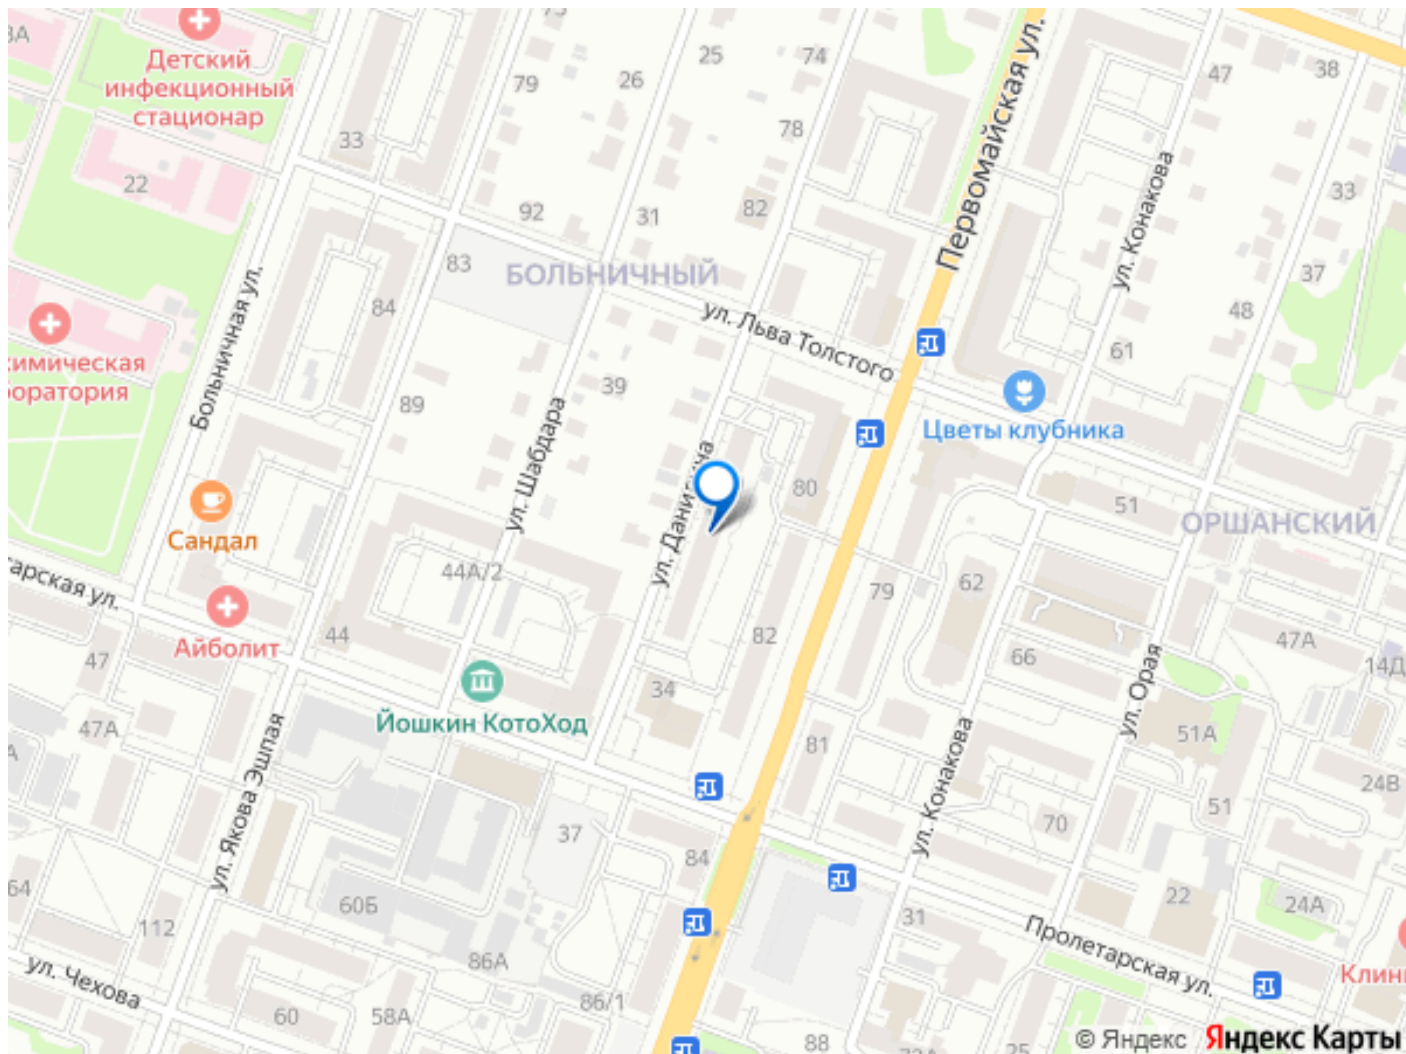 3А
Детский
инфекционный
стационар
79
26
25
74
Первомайская ул.
47
38
78
33
22
92
31
82
ул. Конакова
33
83
БОЛЬНИЧНЫЙ
37
Больничная ул.
84
ул. Льва Толстого
48
61
химическая
39
89
Цветы клубника
ул. Шабдара
80
51
ОРШАНСКИЙ
Сандал
44А/2
79
62
Айболит
44
82
66
47А
47
14Д
34
ул. Орая
Йошкин КотоХод
47А
81
51А
ул. Якова Эшпая
ул. Конакова
24В
51
37
70
84
64
60Б
22
24А
112
31
Пролетарская ул.
86А
Клин
ул. Чехова
60
58А
86/1
88
25
© Яндекс Яндекс Карты